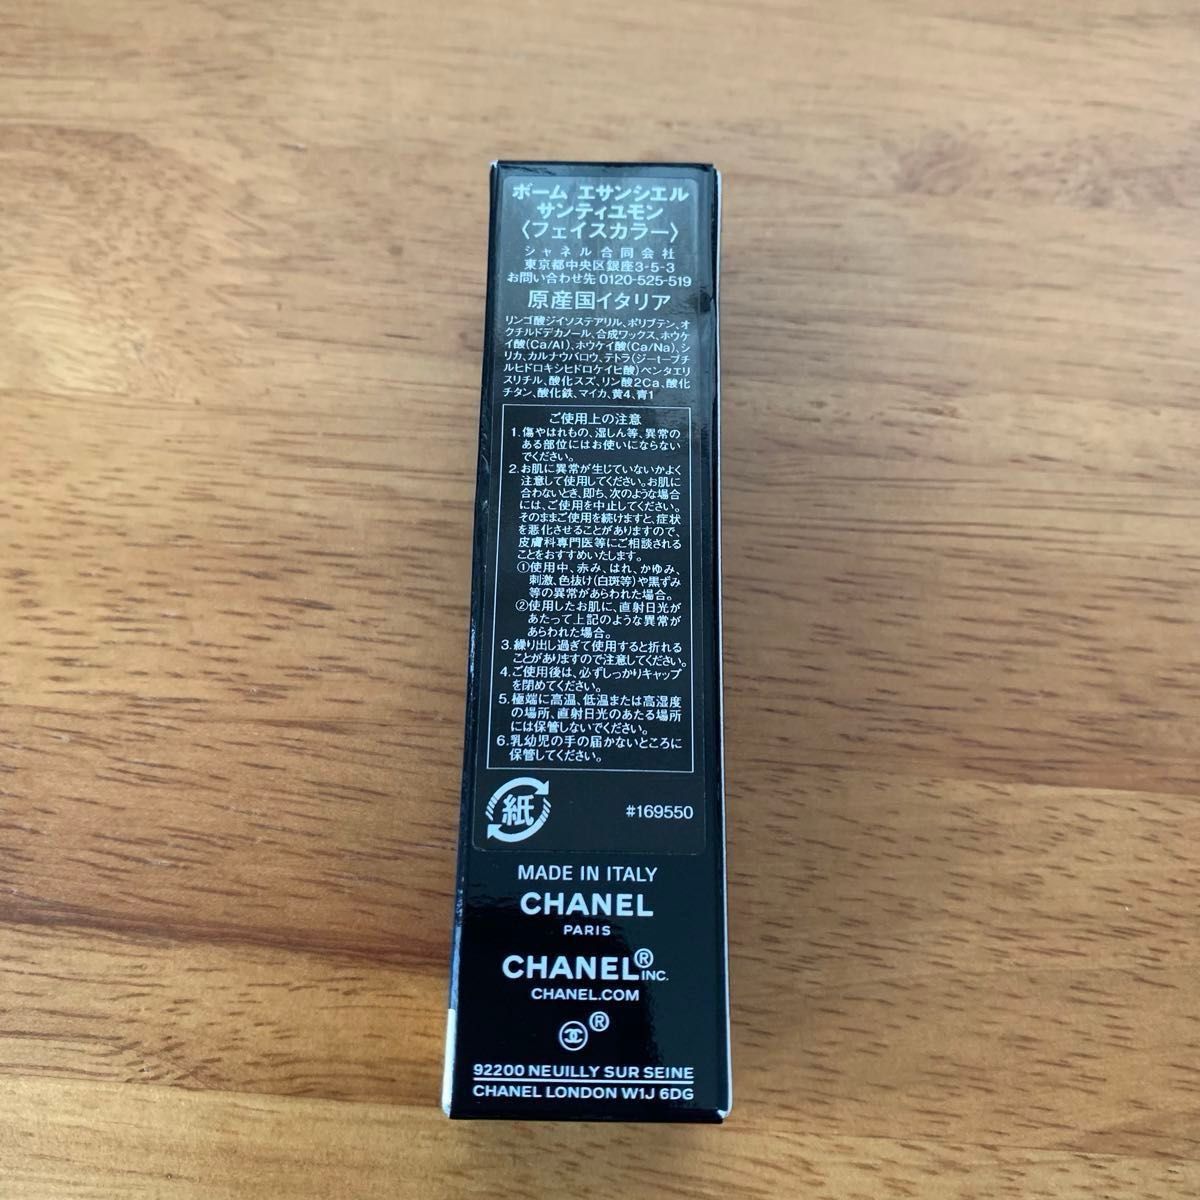 ボーム エサンシエル
サンティユモン
〈フェイスカラー〉
シャネル合同会社
東京都中央区銀座3-5-3
お問い合わせ先 0120-525-519
原産国イタリア
リンゴ酸ジイソステアリル、ポリブテン、オ
クチルドデカノール、合成ワックス、ホウケ
イ酸(Ca/Al)、ホウケイ酸(Ca/Na)、シ
リカ、カルナウバロウ、テトラ(ジ-t-ブチ
ルヒドロキシヒドロケイヒ酸)ペンタエリ
スリチル、酸化スズ、リン酸2Ca、酸化
チタン、酸化鉄、マイカ、黄4、青1
ご使用上の注意
1.傷やはれもの、湿しん等、異常の
ある部位にはお使いにならない
でください。
2.お肌に異常が生じていないかよく
注意して使用してください。お肌に
合わないとき、即ち、次のような場合
には、ご使用を中止してください。
そのままご使用を続けますと、症状
を悪化させることがありますので、
皮膚科専門医等にご相談される
ことをおすすめいたします。
①使用中、赤み、はれ、かゆみ、
刺激、色抜け(白斑等)や黒ずみ
等の異常があらわれた場合。
②使用したお肌に、直射日光が
あたって上記のような異常が
あらわれた場合。
3.繰り出し過ぎて使用すると折れる
ことがありますので注意してください。
4.ご使用後は、必ずしっかりキャップ
を閉めてください。
5.極端に高温、低温または高湿度
の場所、直射日光のあたる場所
には保管しないでください。
6.乳幼児の手の届かないところに
保管してください。
紙
#169550
MADE IN ITALY
CHANEL
PARIS
CHANEL® INC.
CHANEL.COM
®
92200 NEUILLY SUR SEINE
CHANEL LONDON W1J 6DG